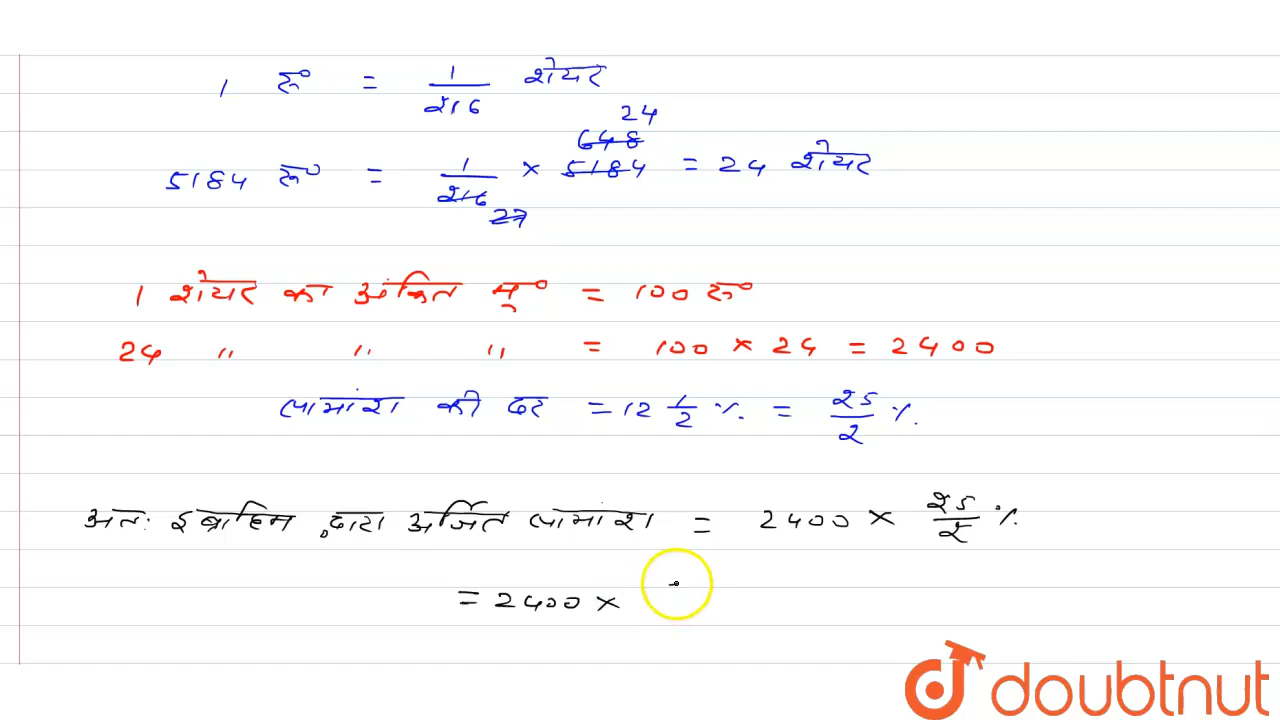 1 रु० = 1/216 शेयर
24
648
5184 रु० = 1/216 × 5184 = 24 शेयर
27
1 शेयर का अंकित मू० = 100 रु०
24 " " " = 100 × 24 = 2400
लाभांश की दर = 12 1/2 % = 25/2 %
अतः इब्राहिम द्वारा अर्जित लाभांश = 2400 × 25/2 %
= 2400 ×
doubtnut